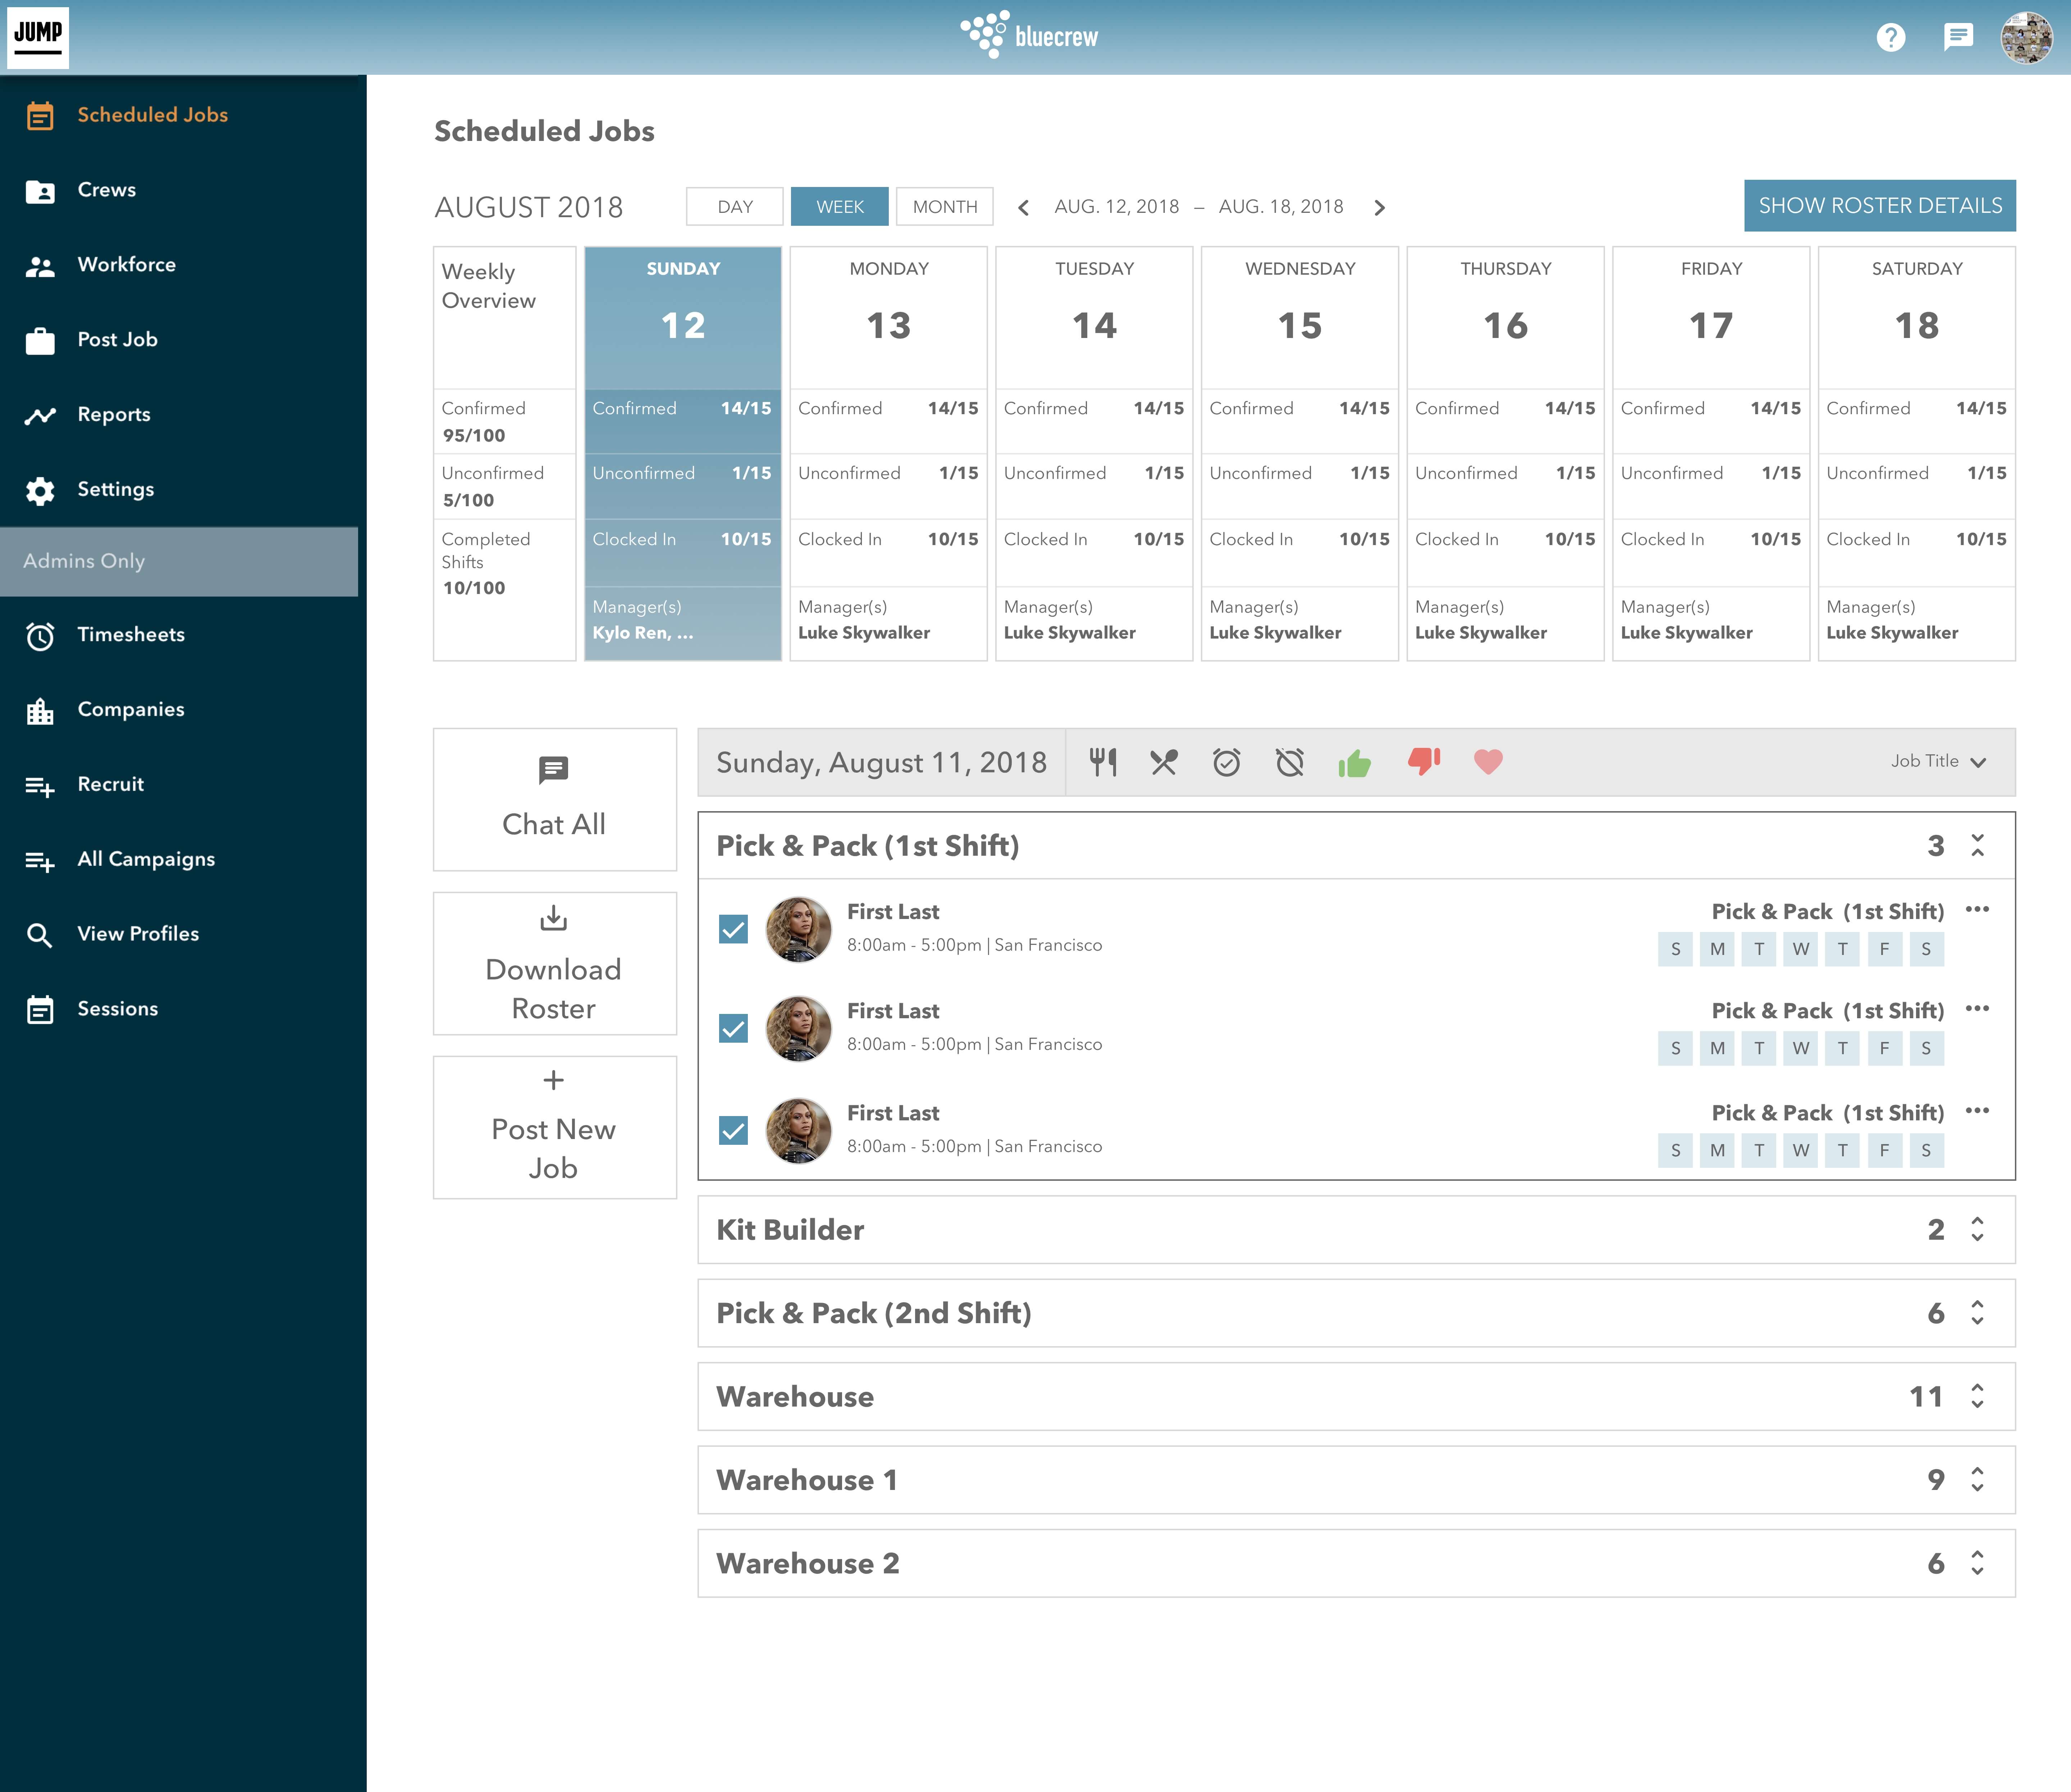 JUMP
bluecrew
Scheduled Jobs
Crews
Workforce
Post Job
Reports
Settings
Admins Only
Timesheets
Companies
Recruit
All Campaigns
View Profiles
Sessions
Scheduled Jobs
AUGUST 2018
DAY
WEEK
MONTH
AUG. 12, 2018 – AUG. 18, 2018
SHOW ROSTER DETAILS
Weekly
Overview
Confirmed
95/100
Unconfirmed
5/100
Completed
Shifts
10/100
SUNDAY
12
Confirmed 14/15
Unconfirmed 1/15
Clocked In 10/15
Manager(s)
Kylo Ren, ...
MONDAY
13
Confirmed 14/15
Unconfirmed 1/15
Clocked In 10/15
Manager(s)
Luke Skywalker
TUESDAY
14
Confirmed 14/15
Unconfirmed 1/15
Clocked In 10/15
Manager(s)
Luke Skywalker
WEDNESDAY
15
Confirmed 14/15
Unconfirmed 1/15
Clocked In 10/15
Manager(s)
Luke Skywalker
THURSDAY
16
Confirmed 14/15
Unconfirmed 1/15
Clocked In 10/15
Manager(s)
Luke Skywalker
FRIDAY
17
Confirmed 14/15
Unconfirmed 1/15
Clocked In 10/15
Manager(s)
Luke Skywalker
SATURDAY
18
Confirmed 14/15
Unconfirmed 1/15
Clocked In 10/15
Manager(s)
Luke Skywalker
Chat All
Download
Roster
Post New
Job
Sunday, August 11, 2018
Job Title
Pick & Pack (1st Shift) 3
First Last
8:00am - 5:00pm | San Francisco
Pick & Pack (1st Shift)
S M T W T F S
First Last
8:00am - 5:00pm | San Francisco
Pick & Pack (1st Shift)
S M T W T F S
First Last
8:00am - 5:00pm | San Francisco
Pick & Pack (1st Shift)
S M T W T F S
Kit Builder 2
Pick & Pack (2nd Shift) 6
Warehouse 11
Warehouse 1 9
Warehouse 2 6